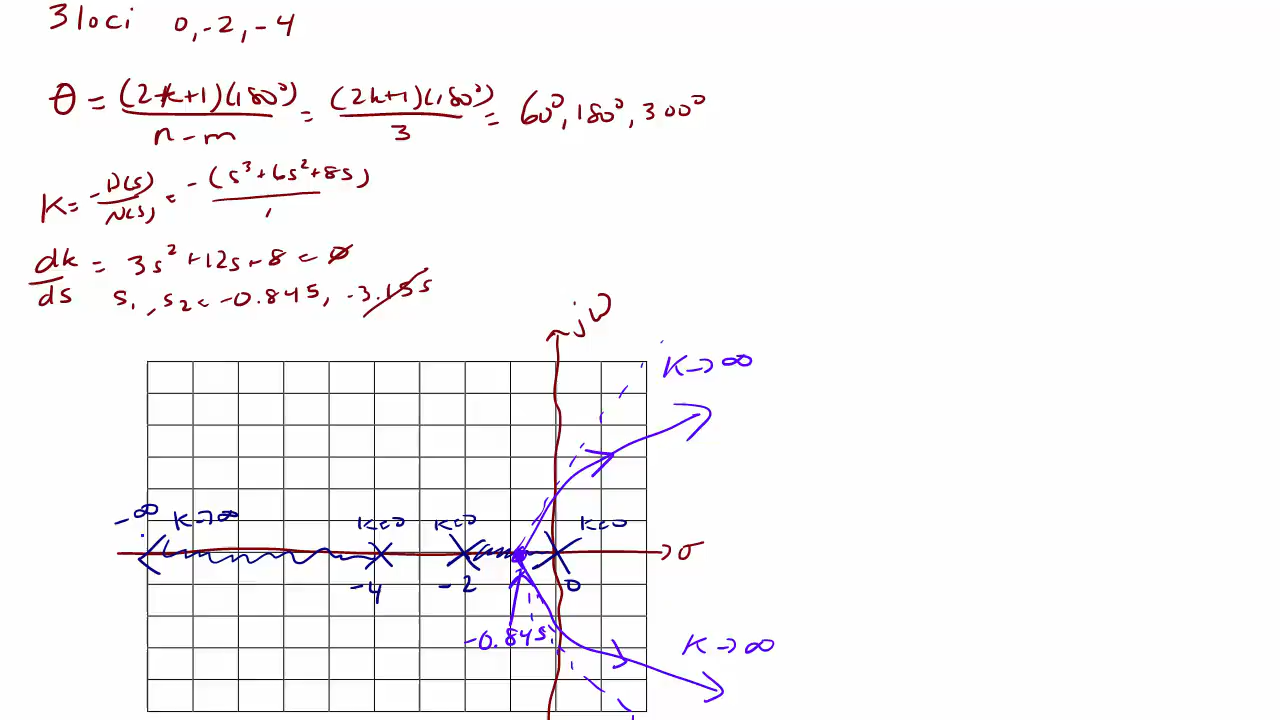 3 loci 0, -2, -4
θ = (2k+1)(180°) / n-m = (2k+1)(180°) / 3 = 60°, 180°, 300°
K = -D(s) / N(s) = -(s³+6s²+8s) / 1
dk/ds = 3s²+12s+8 = 0
s₁, s₂ = -0.845, -3.155
jω
K→∞
-∞ K→∞ K=0 K=0 K=0
σ
-4 -2 0
-0.845
K→∞